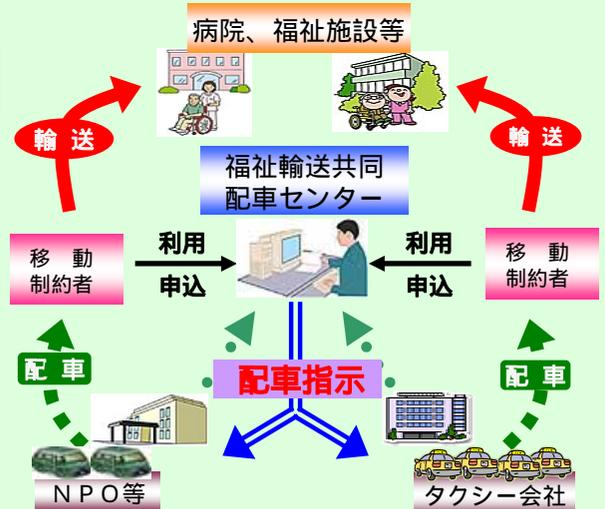 病院、福祉施設等
輸送
輸送
福祉輸送共同
配車センター
移動
制約者
利用
申込
利用
申込
移動
制約者
配車
配車指示
配車
NPO等
タクシー会社